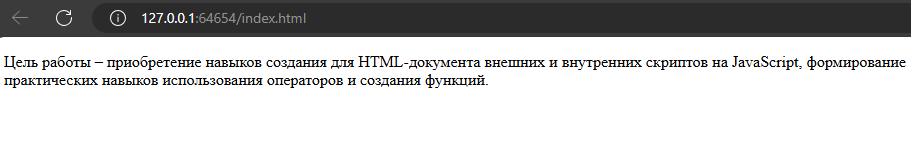 127.0.0.1:64654/index.html
Цель работы – приобретение навыков создания для HTML-документа внешних и внутренних скриптов на JavaScript, формирование
практических навыков использования операторов и создания функций.